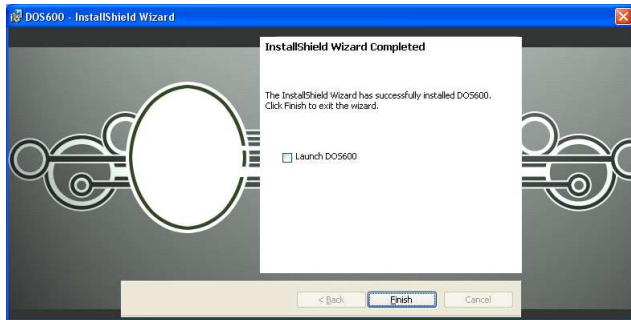 DOS600 - InstallShield Wizard
InstallShield Wizard Completed
The InstallShield Wizard has successfully installed DOS600.
Click Finish to exit the wizard.
Launch DOS600
< Back
Finish
Cancel